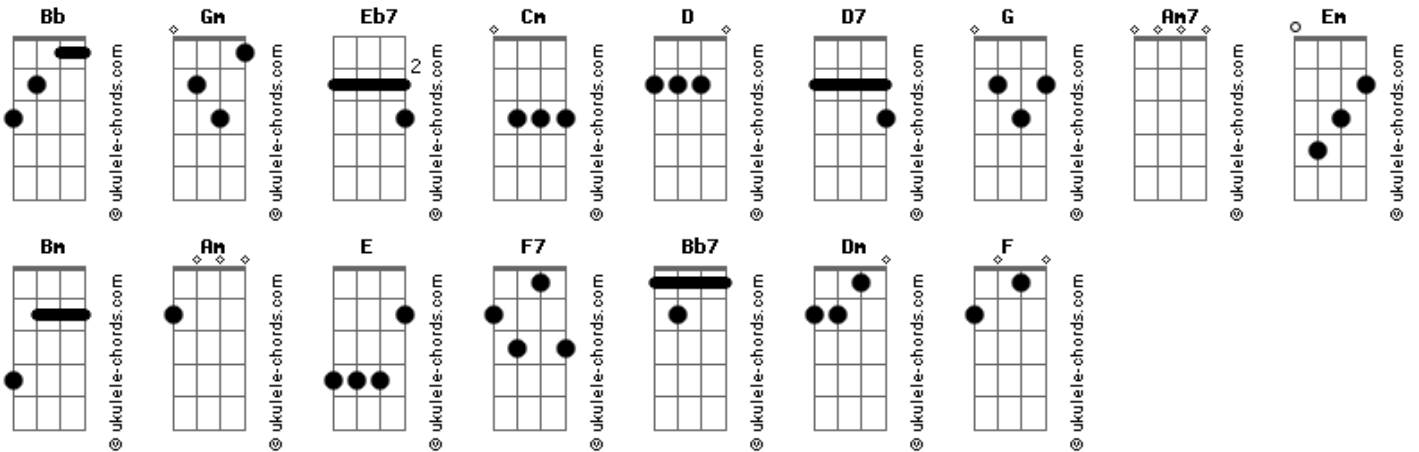 Bb Gm Eb7 Cm D D7 G Am7 Em
2
© ukulele-chords.com © ukulele-chords.com © ukulele-chords.com © ukulele-chords.com © ukulele-chords.com © ukulele-chords.com © ukulele-chords.com © ukulele-chords.com © ukulele-chords.com
Bm Am E F7 Bb7 Dm F
© ukulele-chords.com © ukulele-chords.com © ukulele-chords.com © ukulele-chords.com © ukulele-chords.com © ukulele-chords.com © ukulele-chords.com